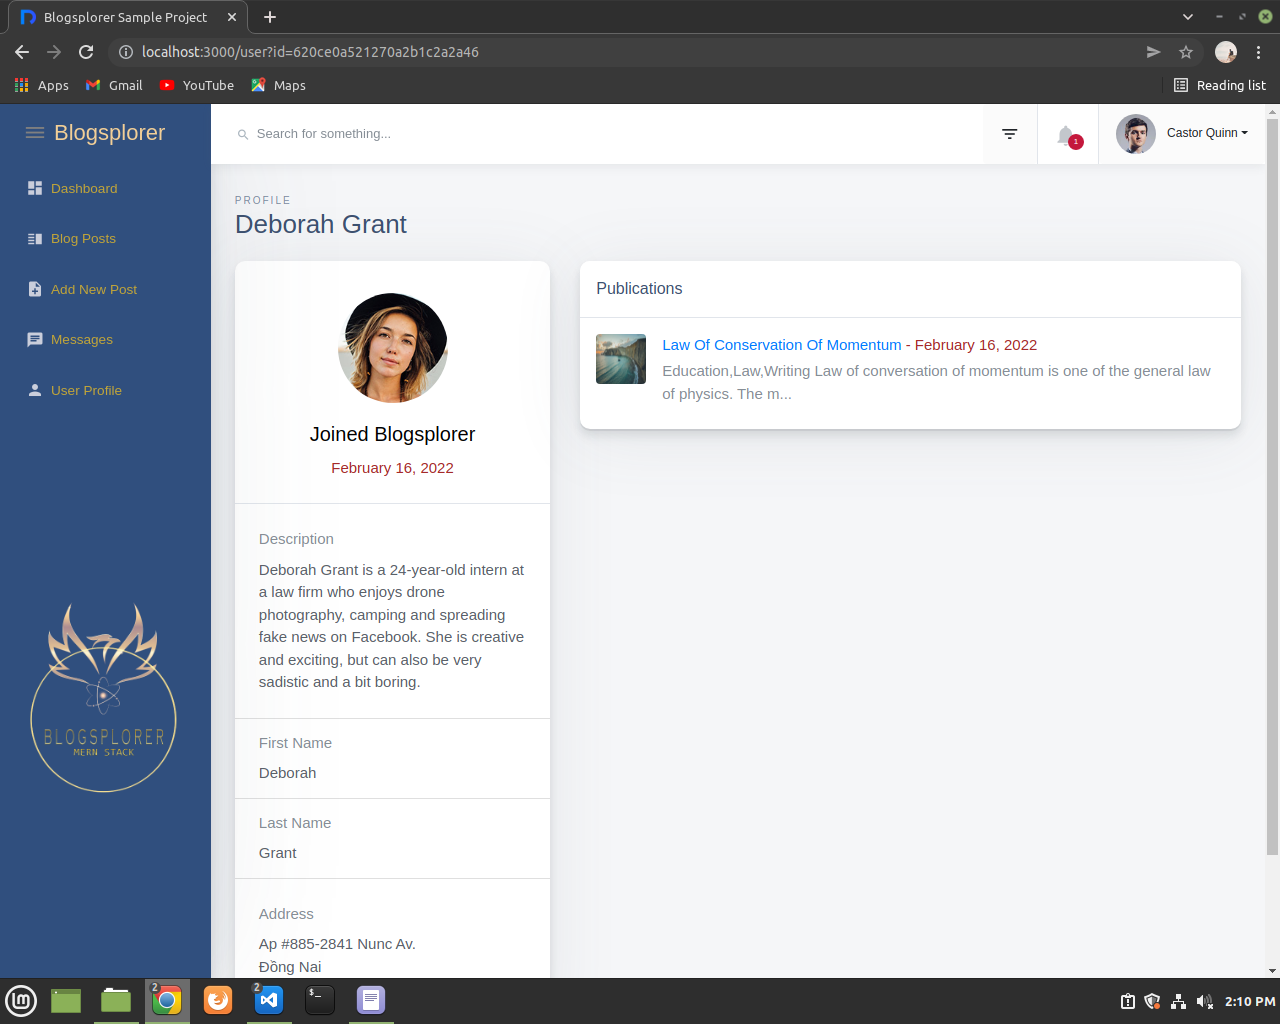 Blogsplorer Sample Project
localhost:3000/user?id=620ce0a521270a2b1c2a2a46
Apps
Gmail
YouTube
Maps
Reading list
Blogsplorer
Search for something...
1
Castor Quinn
Dashboard
Blog Posts
Add New Post
Messages
User Profile
BLOGSPLORER
MERN STACK
PROFILE
Deborah Grant
Joined Blogsplorer
February 16, 2022
Description
Deborah Grant is a 24-year-old intern at
a law firm who enjoys drone
photography, camping and spreading
fake news on Facebook. She is creative
and exciting, but can also be very
sadistic and a bit boring.
First Name
Deborah
Last Name
Grant
Address
Ap #885-2841 Nunc Av.
Đồng Nai
Publications
Law Of Conservation Of Momentum - February 16, 2022
Education,Law,Writing Law of conversation of momentum is one of the general law
of physics. The m...
2
2
$_
2:10 PM